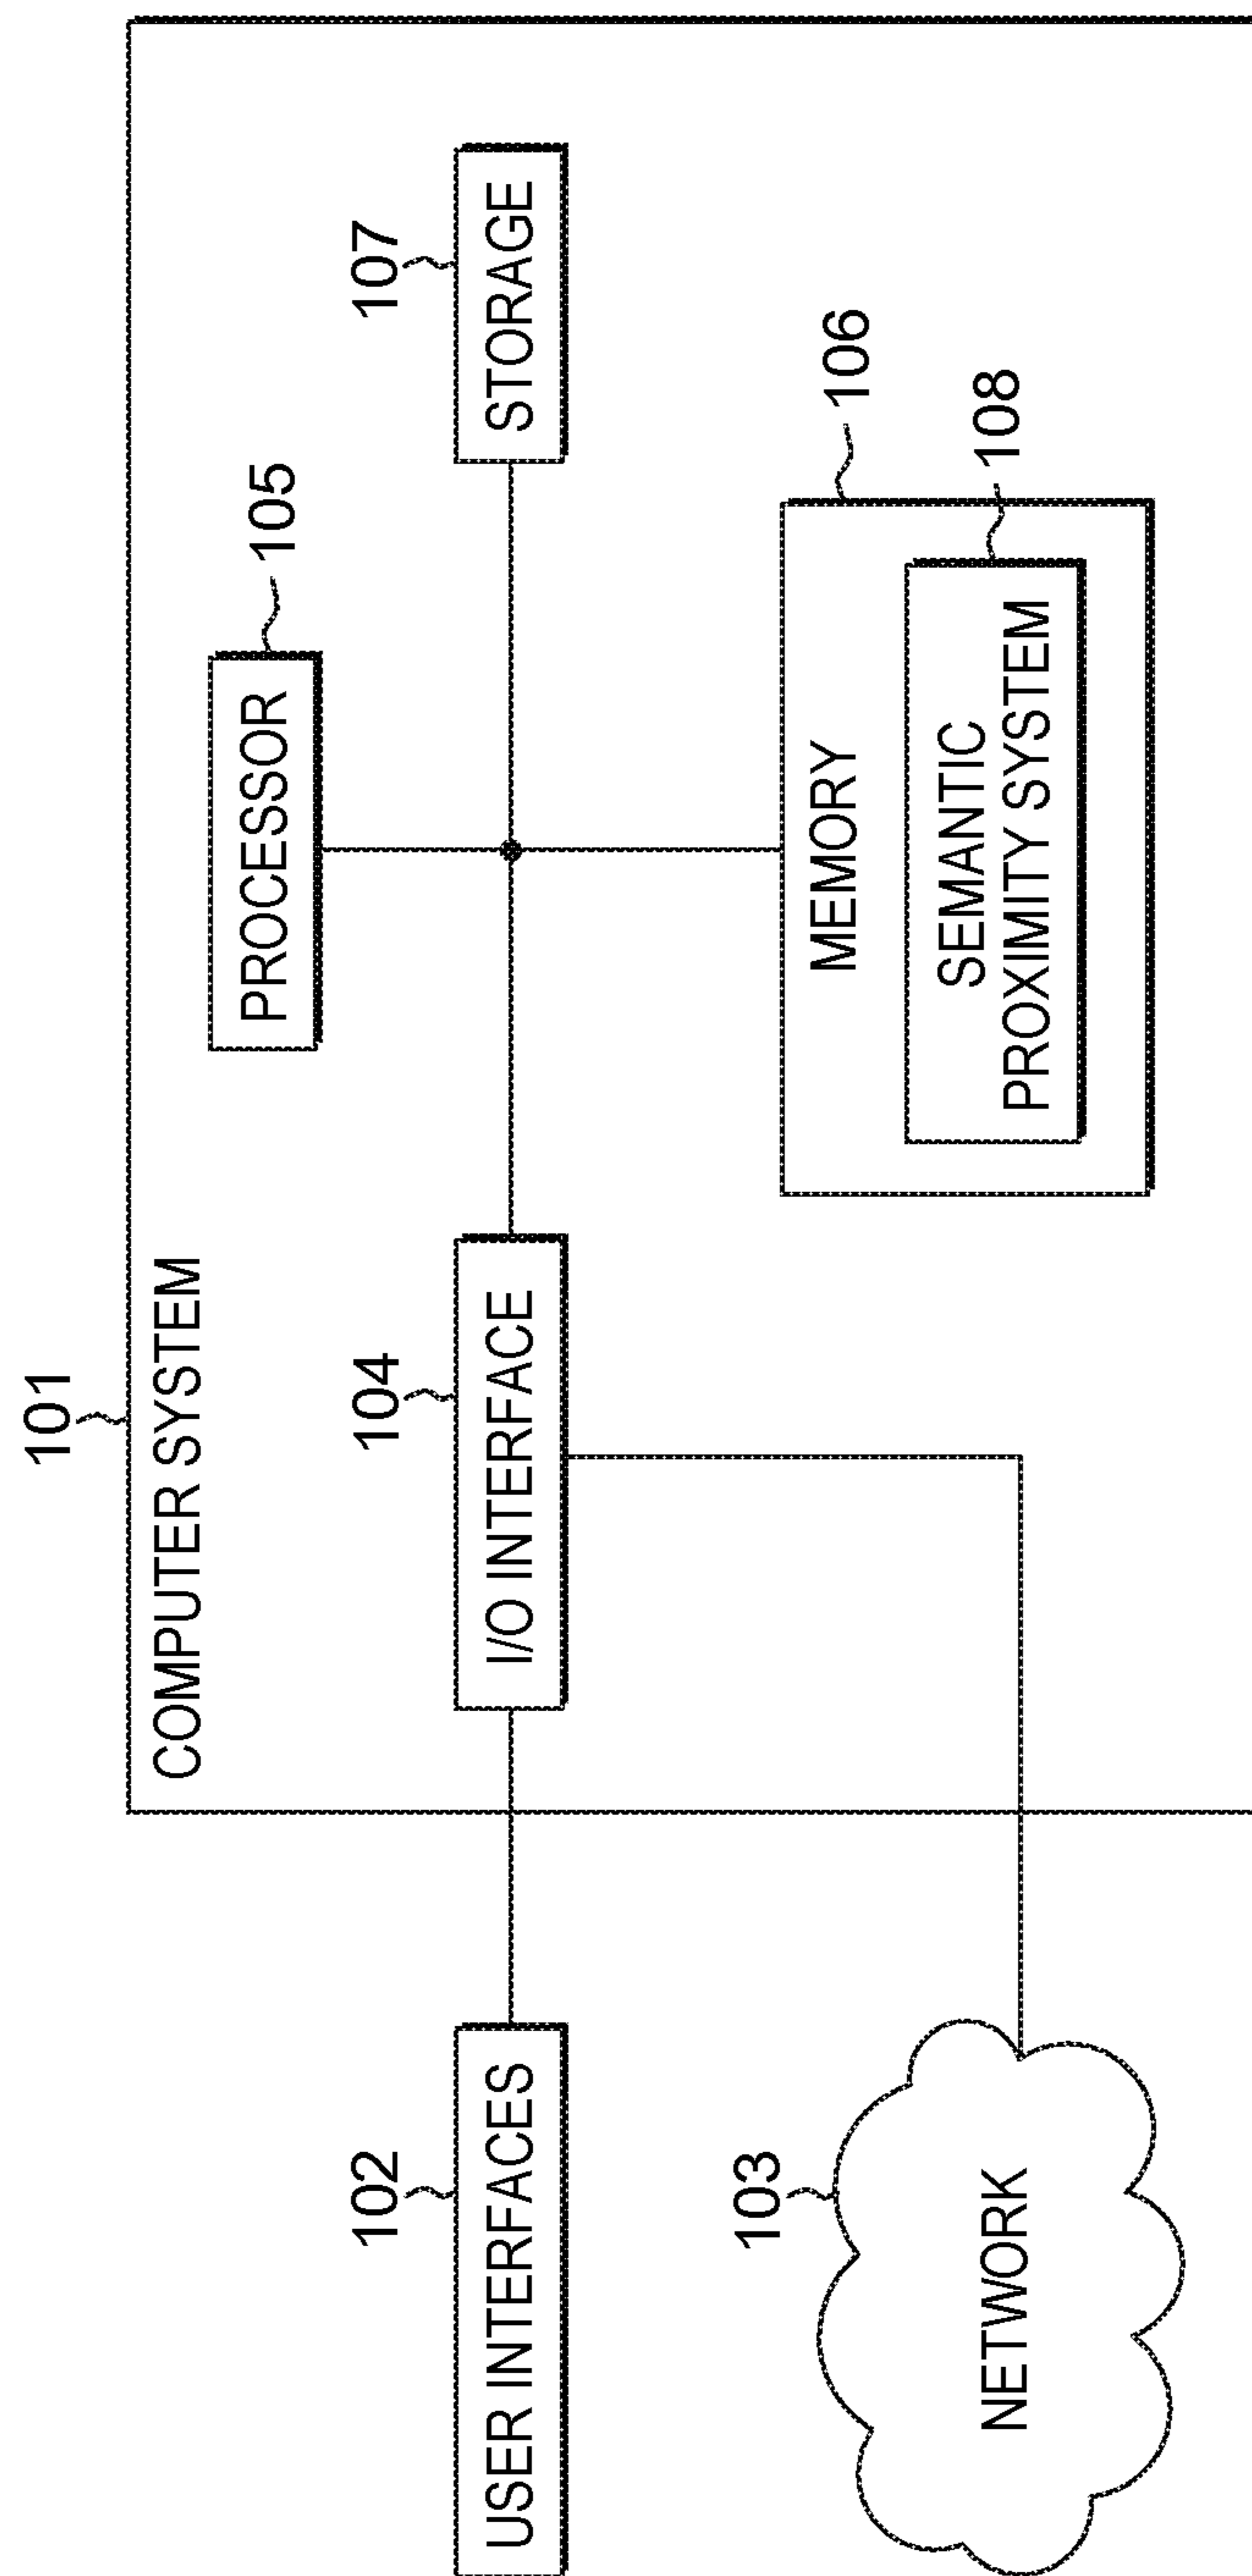 101
COMPUTER SYSTEM
105
PROCESSOR
102
USER INTERFACES
104
I/O INTERFACE
107
STORAGE
103
NETWORK
106
MEMORY
108
SEMANTIC
PROXIMITY SYSTEM